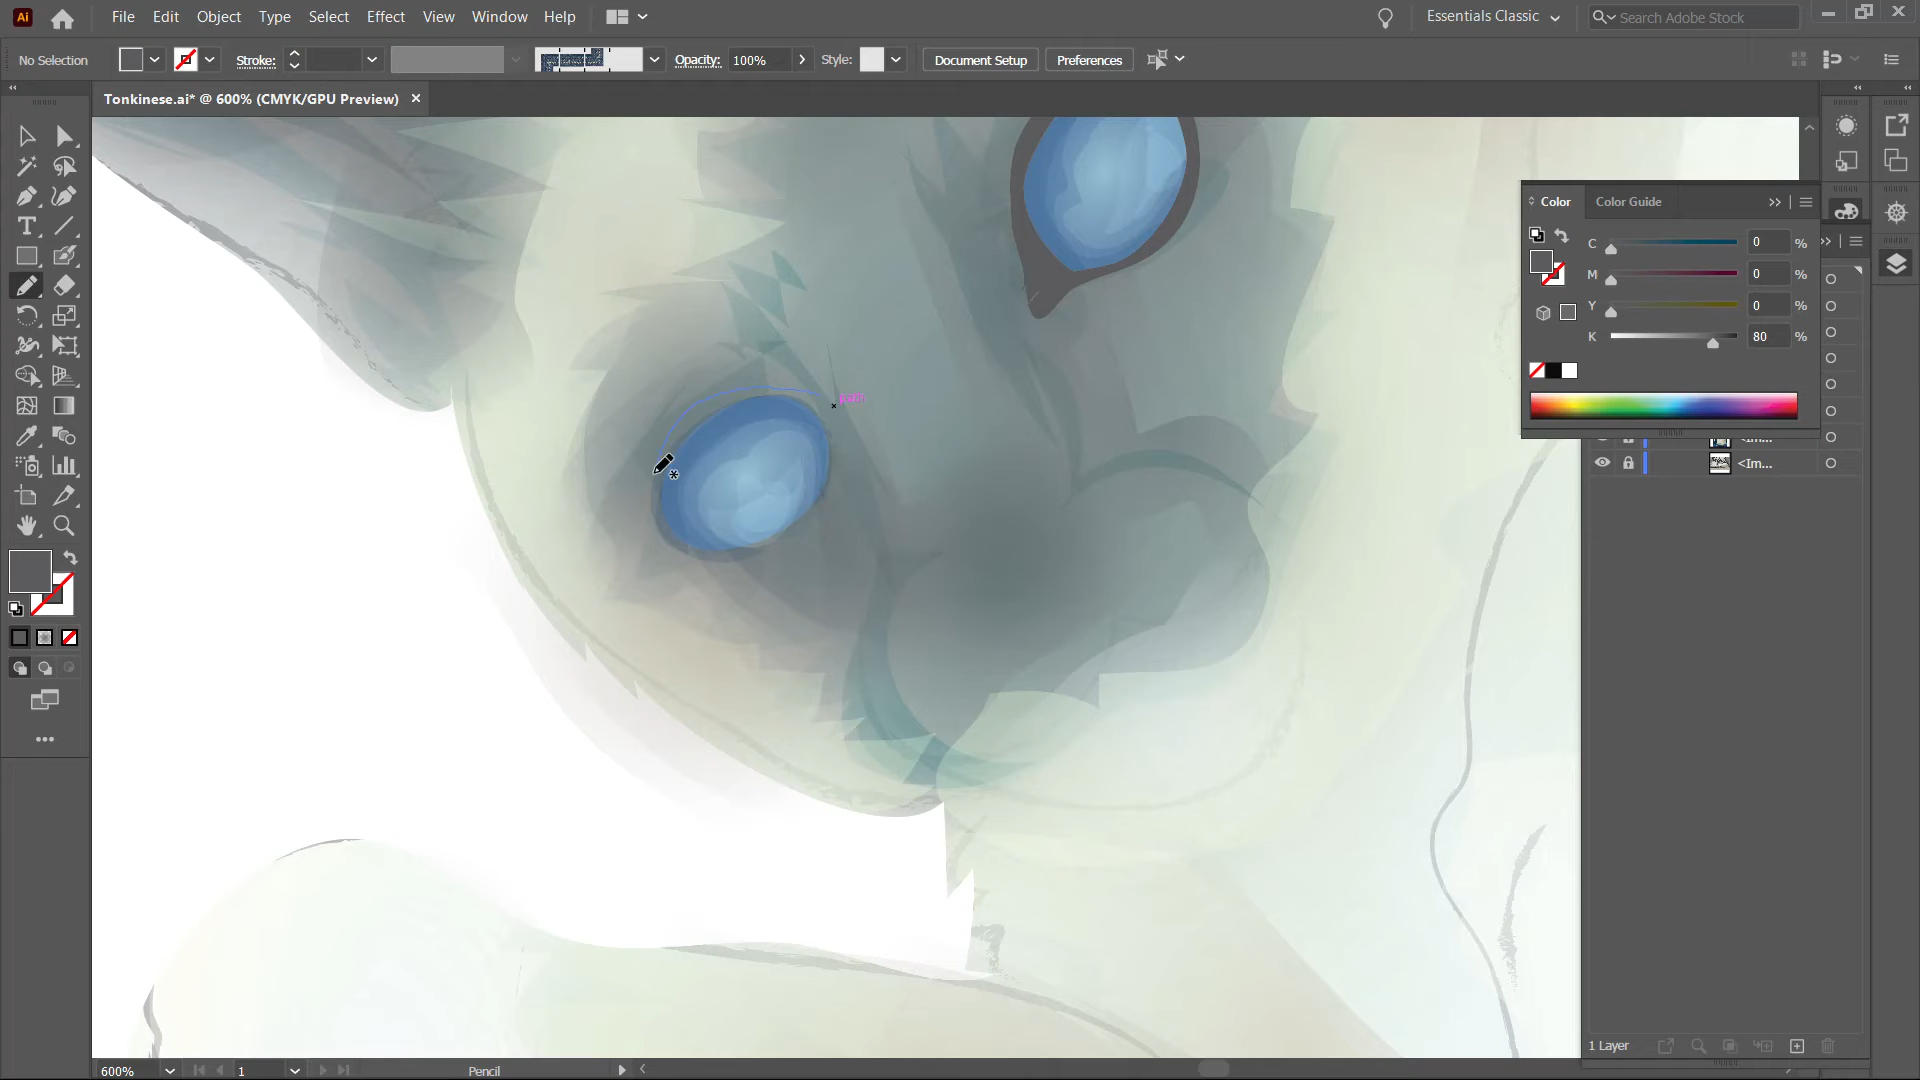 Ai File Edit Object Type Select Effect View Window Help Essentials Classic Search Adobe Stock
No Selection Stroke: Opacity: 100% Style: Document Setup Preferences
Tonkinese.ai* @ 600% (CMYK/GPU Preview)
Color Color Guide
C 0 %
M 0 %
Y 0 %
K 80 %
<Im...
<Im...
1 Layer
600% 1 Pencil